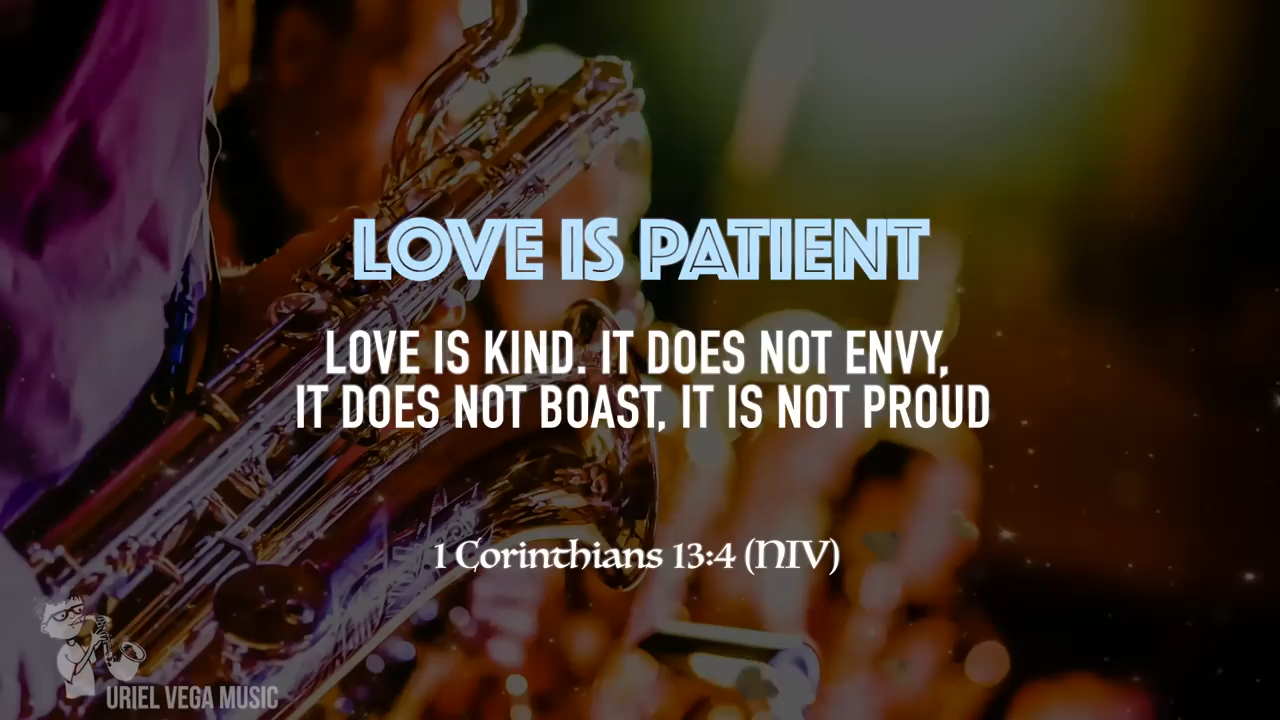 LOVE IS PATIENT
LOVE IS KIND. IT DOES NOT ENVY,
IT DOES NOT BOAST, IT IS NOT PROUD
1 Corinthians 13:4 (NIV)
URIEL VEGA MUSIC